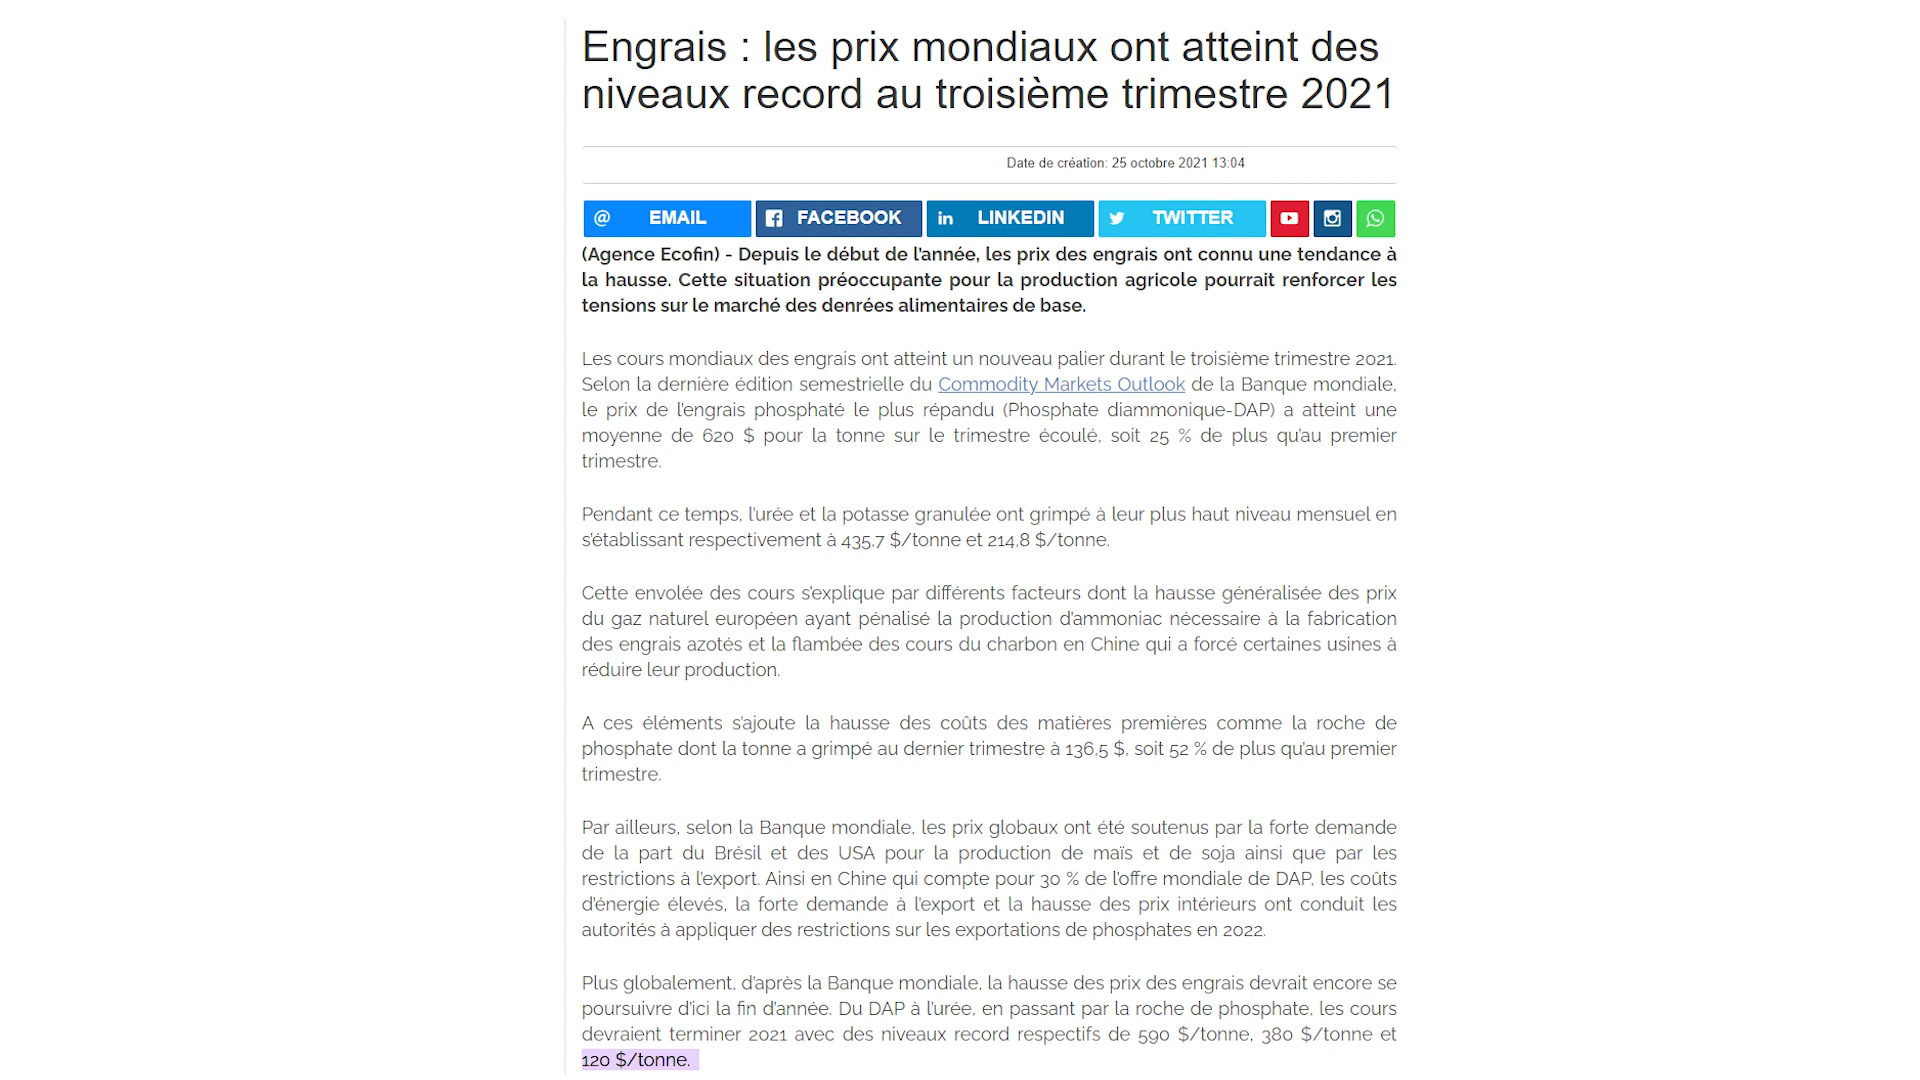 Engrais : les prix mondiaux ont atteint des
niveaux record au troisième trimestre 2021
Date de création: 25 octobre 2021 13:04
@ EMAIL FACEBOOK in LINKEDIN TWITTER
(Agence Ecofin) - Depuis le début de l'année, les prix des engrais ont connu une tendance à
la hausse. Cette situation préoccupante pour la production agricole pourrait renforcer les
tensions sur le marché des denrées alimentaires de base.
Les cours mondiaux des engrais ont atteint un nouveau palier durant le troisième trimestre 2021.
Selon la dernière édition semestrielle du Commodity Markets Outlook de la Banque mondiale,
le prix de l'engrais phosphaté le plus répandu (Phosphate diammonique-DAP) a atteint une
moyenne de 620 $ pour la tonne sur le trimestre écoulé, soit 25 % de plus qu'au premier
trimestre.
Pendant ce temps, l'urée et la potasse granulée ont grimpé à leur plus haut niveau mensuel en
s'établissant respectivement à 435,7 $/tonne et 214,8 $/tonne.
Cette envolée des cours s'explique par différents facteurs dont la hausse généralisée des prix
du gaz naturel européen ayant pénalisé la production d'ammoniac nécessaire à la fabrication
des engrais azotés et la flambée des cours du charbon en Chine qui a forcé certaines usines à
réduire leur production.
A ces éléments s'ajoute la hausse des coûts des matières premières comme la roche de
phosphate dont la tonne a grimpé au dernier trimestre à 136,5 $, soit 52 % de plus qu'au premier
trimestre.
Par ailleurs, selon la Banque mondiale, les prix globaux ont été soutenus par la forte demande
de la part du Brésil et des USA pour la production de maïs et de soja ainsi que par les
restrictions à l'export. Ainsi en Chine qui compte pour 30 % de l'offre mondiale de DAP, les coûts
d'énergie élevés, la forte demande à l'export et la hausse des prix intérieurs ont conduit les
autorités à appliquer des restrictions sur les exportations de phosphates en 2022.
Plus globalement, d'après la Banque mondiale, la hausse des prix des engrais devrait encore se
poursuivre d'ici la fin d'année. Du DAP à l'urée, en passant par la roche de phosphate, les cours
devraient terminer 2021 avec des niveaux record respectifs de 590 $/tonne, 380 $/tonne et
120 $/tonne.